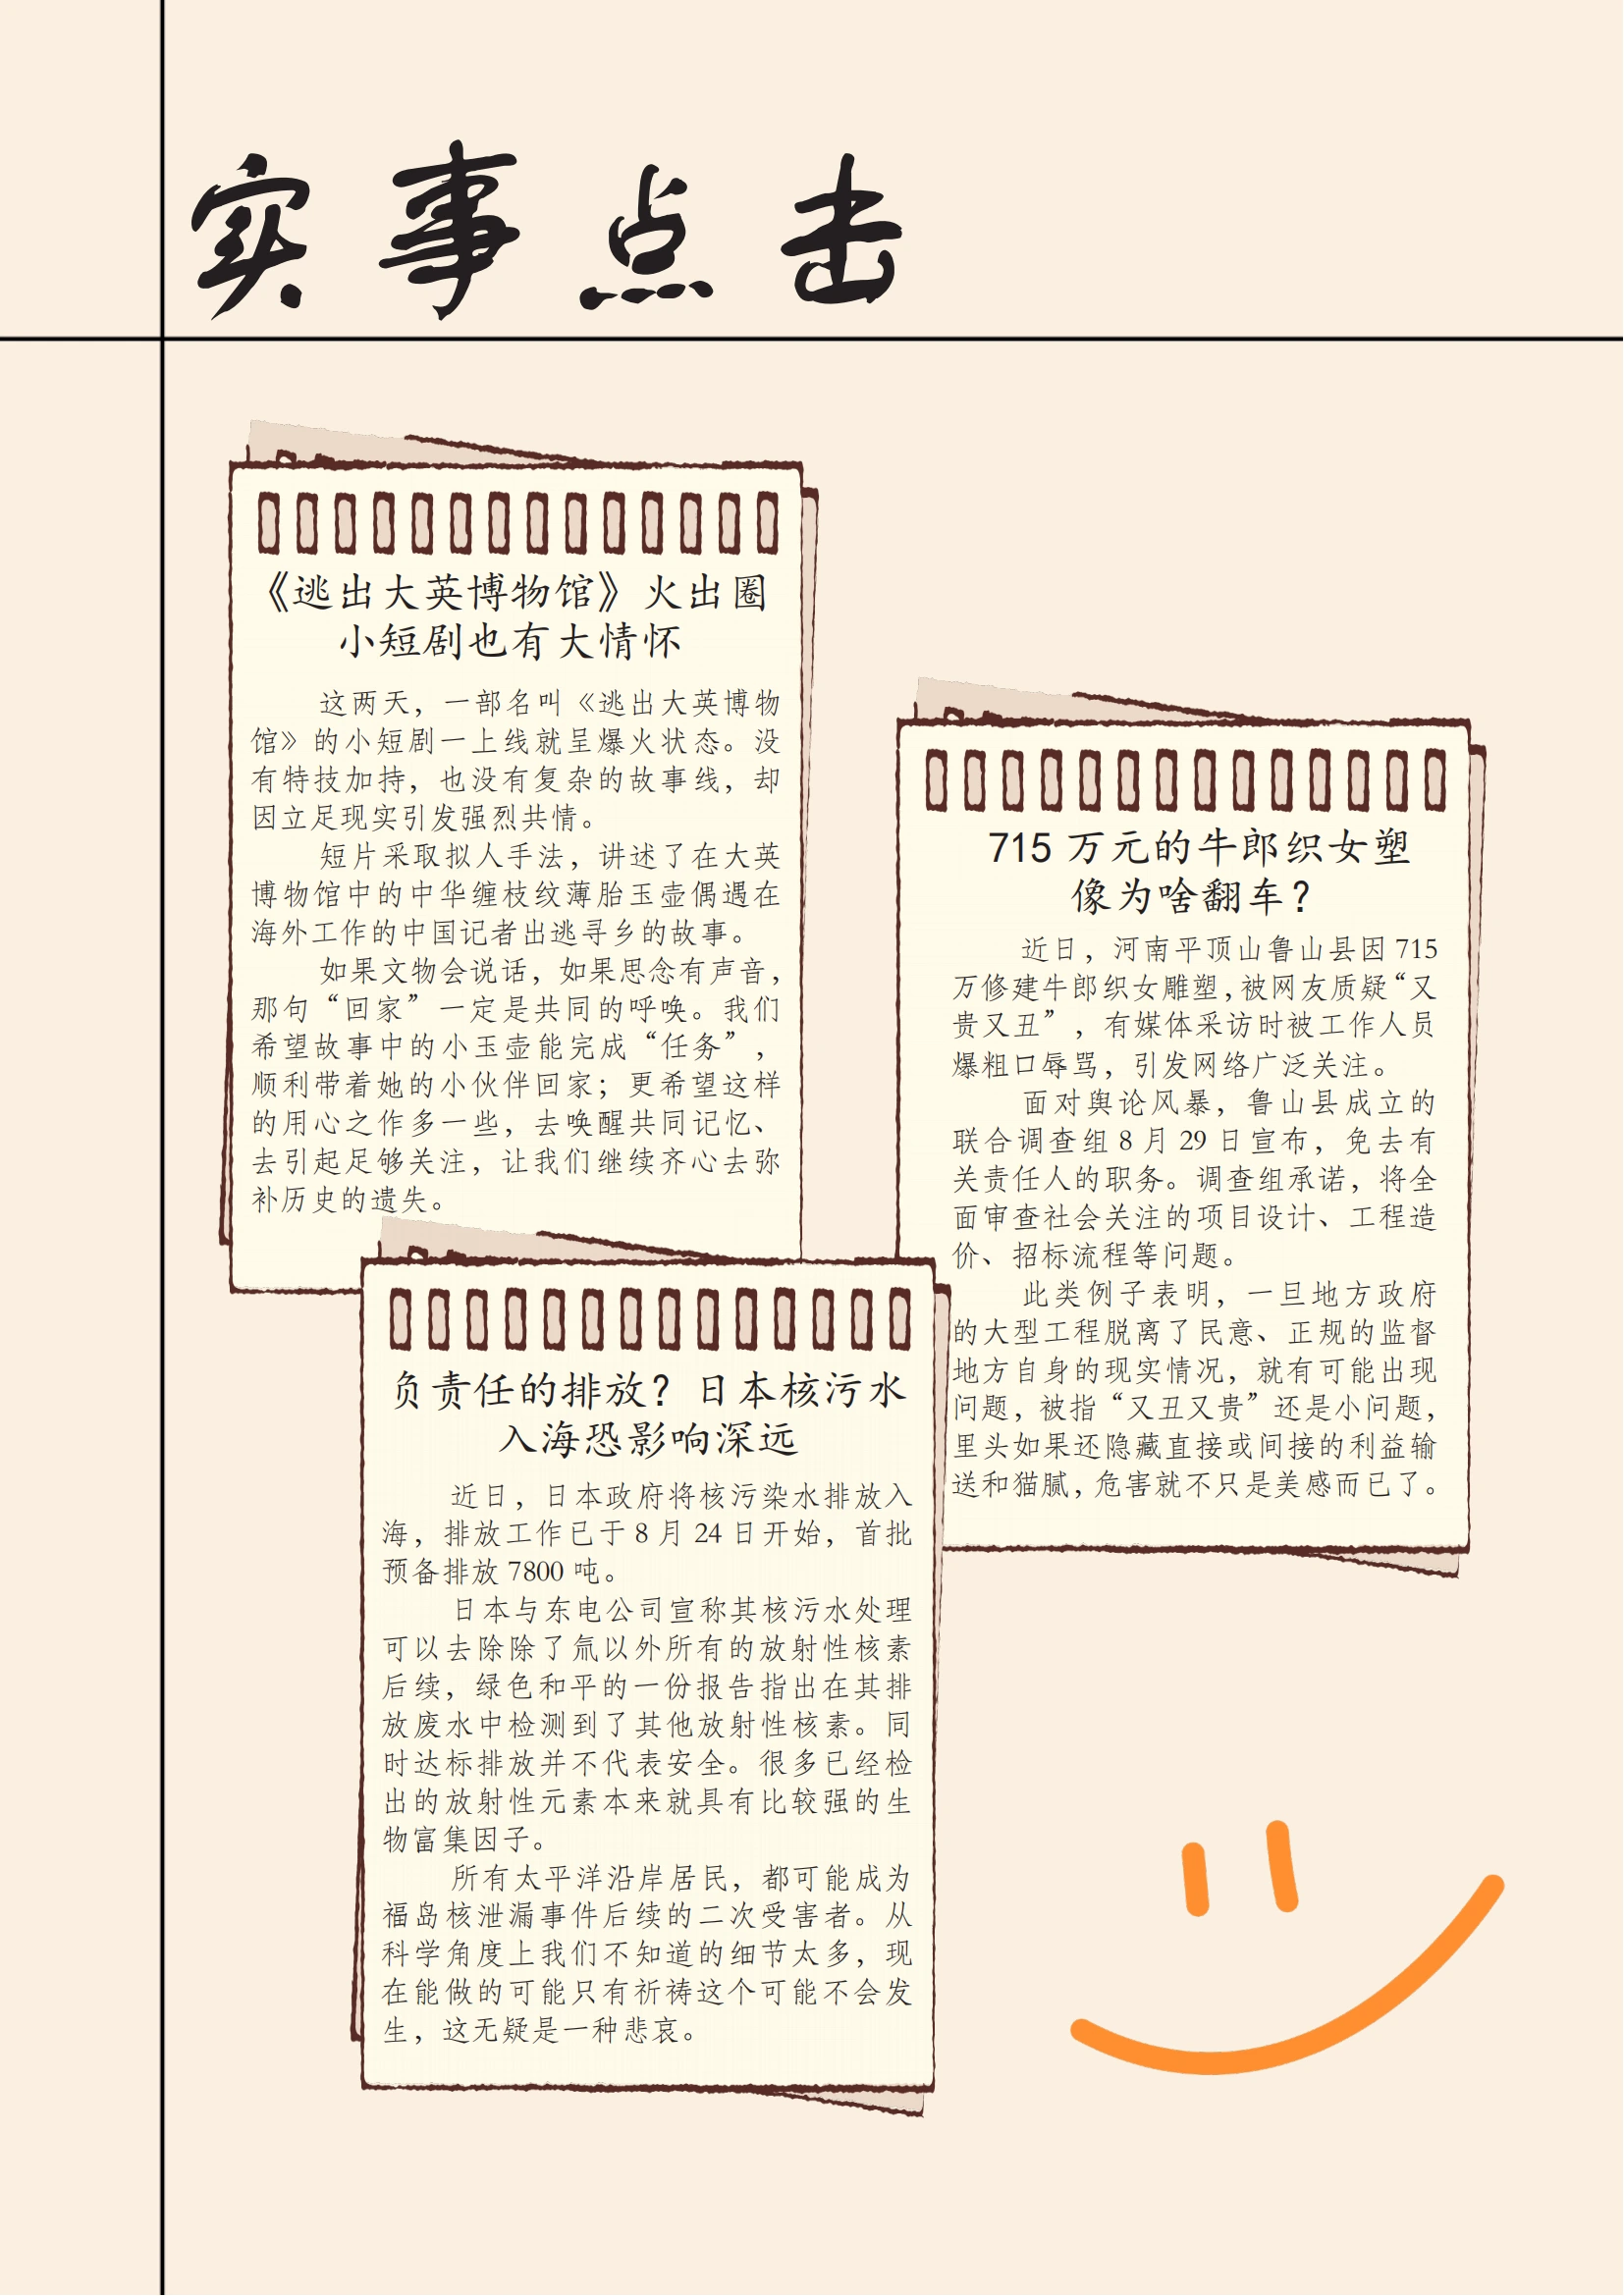 实事点击
《逃出大英博物馆》火出圈
小短剧也有大情怀
这两天，一部名叫《逃出大英博物
馆》的小短剧一上线就呈爆火状态。没
有特技加持，也没有复杂的故事线，却
因立足现实引发强烈共情。
短片采取拟人手法，讲述了在大英
博物馆中的中华缠枝纹薄胎玉壶偶遇在
海外工作的中国记者出逃寻乡的故事。
如果文物会说话，如果思念有声音，
那句“回家”一定是共同的呼唤。我们
希望故事中的小玉壶能完成“任务”，
顺利带着她的小伙伴回家；更希望这样
的用心之作多一些，去唤醒共同记忆、
去引起足够关注，让我们继续齐心去弥
补历史的遗失。
715 万元的牛郎织女塑
像为啥翻车？
近日，河南平顶山鲁山县因 715
万修建牛郎织女雕塑，被网友质疑“又
贵又丑”，有媒体采访时被工作人员
爆粗口辱骂，引发网络广泛关注。
面对舆论风暴，鲁山县成立的
联合调查组 8 月 29 日宣布，免去有
关责任人的职务。调查组承诺，将全
面审查社会关注的项目设计、工程造
价、招标流程等问题。
此类例子表明，一旦地方政府
的大型工程脱离了民意、正规的监督
地方自身的现实情况，就有可能出现
问题，被指“又丑又贵”还是小问题，
里头如果还隐藏直接或间接的利益输
送和猫腻，危害就不只是美感而已了。
负责任的排放？日本核污水
入海恐影响深远
近日，日本政府将核污染水排放入
海，排放工作已于 8 月 24 日开始，首批
预备排放 7800 吨。
日本与东电公司宣称其核污水处理
可以去除除了氚以外所有的放射性核素
后续，绿色和平的一份报告指出在其排
放废水中检测到了其他放射性核素。同
时达标排放并不代表安全。很多已经检
出的放射性元素本来就具有比较强的生
物富集因子。
所有太平洋沿岸居民，都可能成为
福岛核泄漏事件后续的二次受害者。从
科学角度上我们不知道的细节太多，现
在能做的可能只有祈祷这个可能不会发
生，这无疑是一种悲哀。